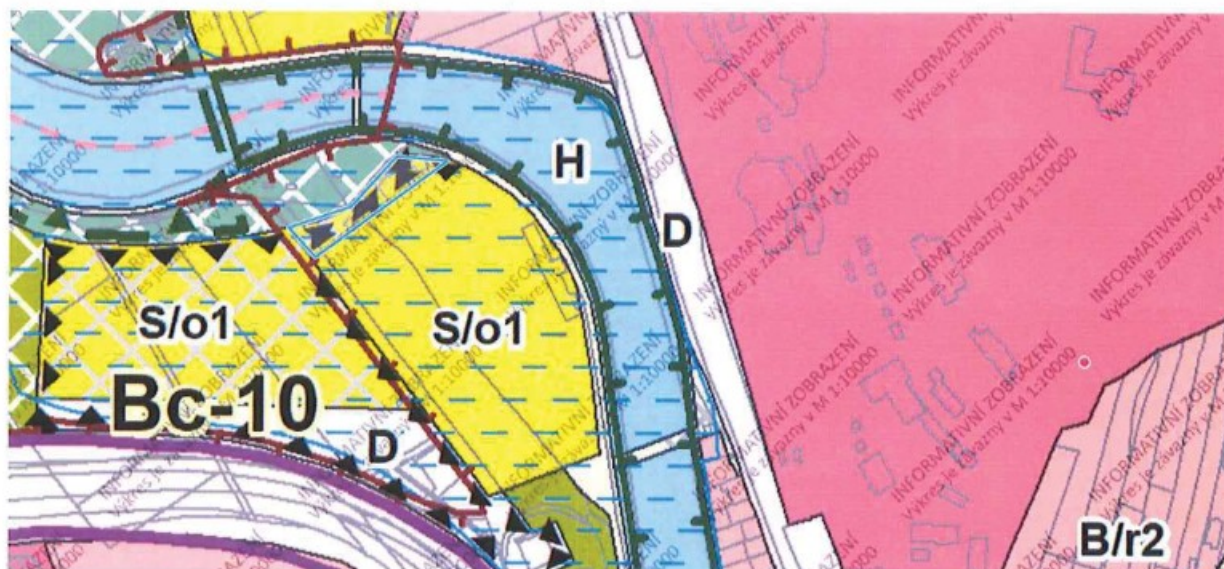 INFORMATIVNÍ ZOBRAZENÍ
Výkres je závazný v M 1:10000
H
D
S/o1
S/o1
Bc-10
D
B/r2